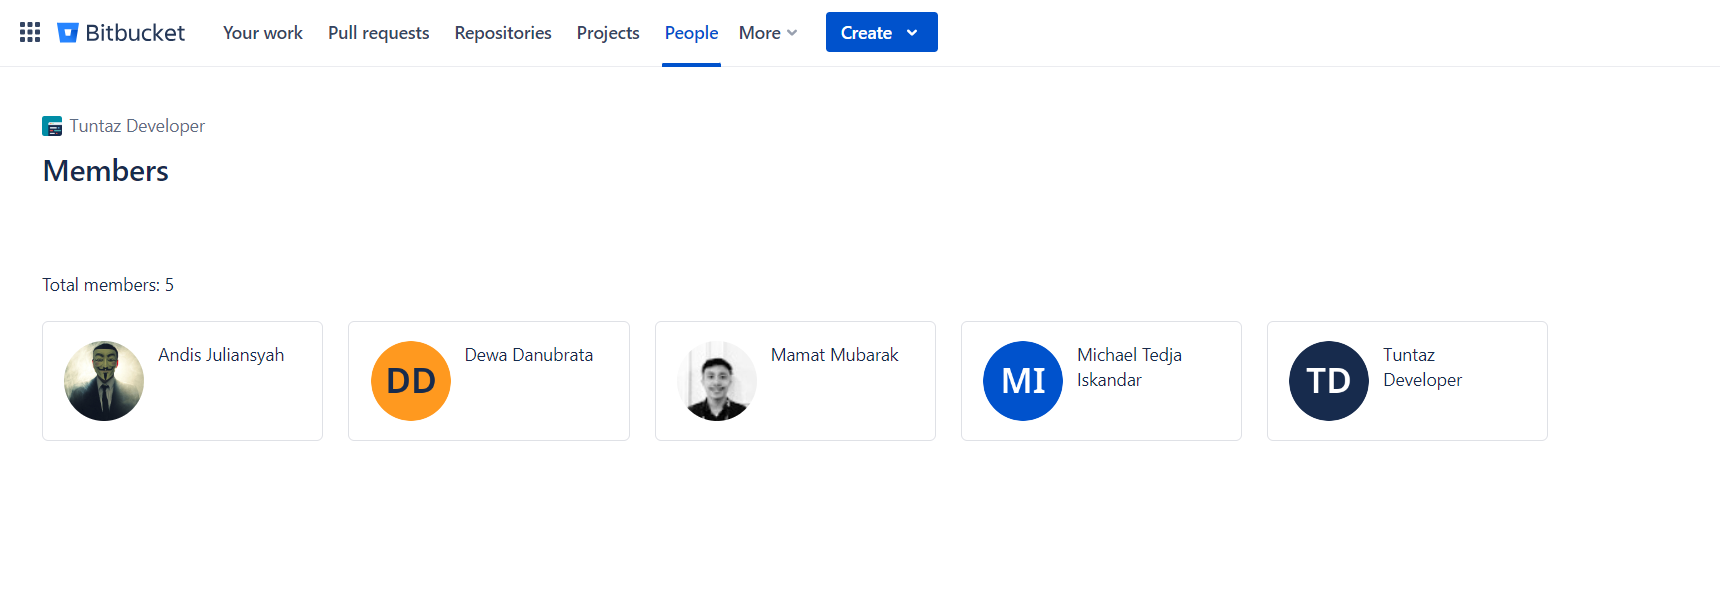 Bitbucket Your work Pull requests Repositories Projects People More Create
Tuntaz Developer
Members
Total members: 5
Andis Juliansyah
DD Dewa Danubrata
Mamat Mubarak
MI Michael Tedja
Iskandar
TD Tuntaz
Developer